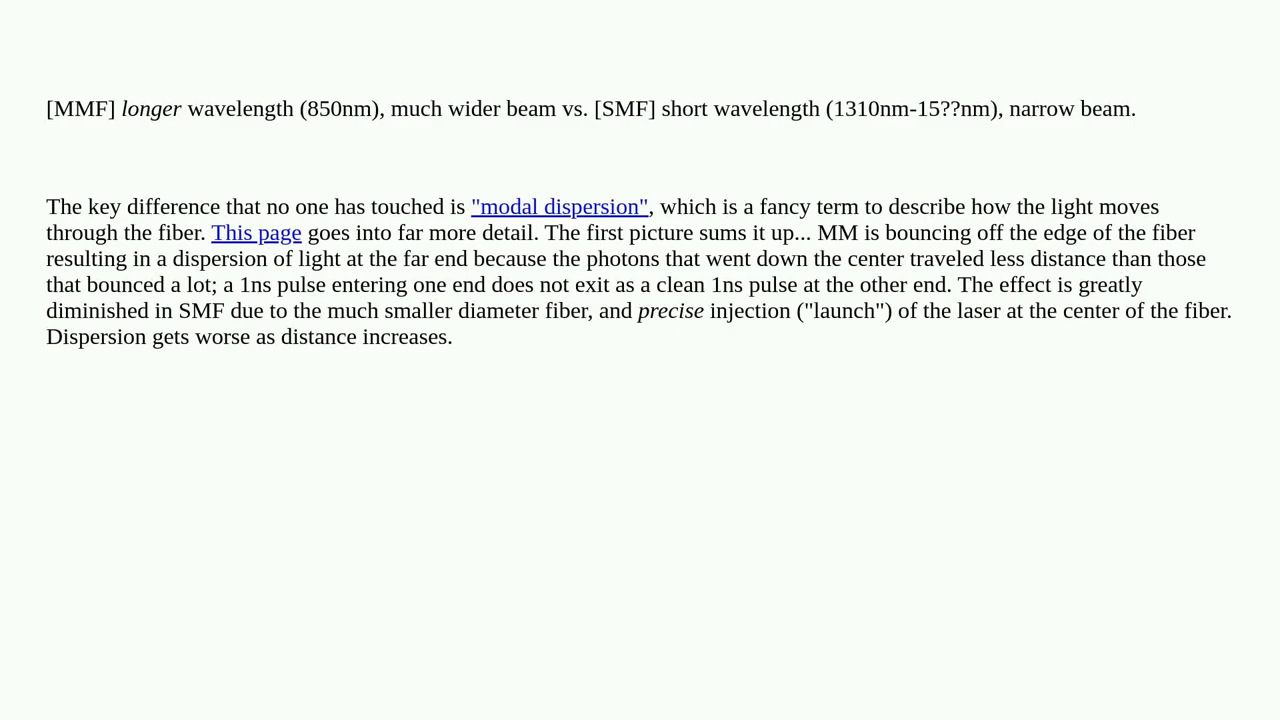 [MMF] longer wavelength (850nm), much wider beam vs. [SMF] short wavelength (1310nm-15??nm), narrow beam.
The key difference that no one has touched is "modal dispersion", which is a fancy term to describe how the light moves
through the fiber. This page goes into far more detail. The first picture sums it up... MM is bouncing off the edge of the fiber
resulting in a dispersion of light at the far end because the photons that went down the center traveled less distance than those
that bounced a lot; a 1ns pulse entering one end does not exit as a clean 1ns pulse at the other end. The effect is greatly
diminished in SMF due to the much smaller diameter fiber, and precise injection ("launch") of the laser at the center of the fiber.
Dispersion gets worse as distance increases.